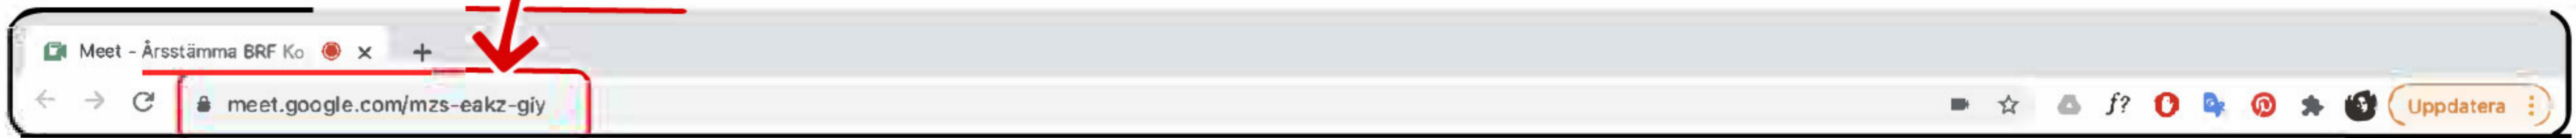 Meet - Årsstämma BRF Ko
meet.google.com/mzs-eakz-giy
f?
Uppdatera